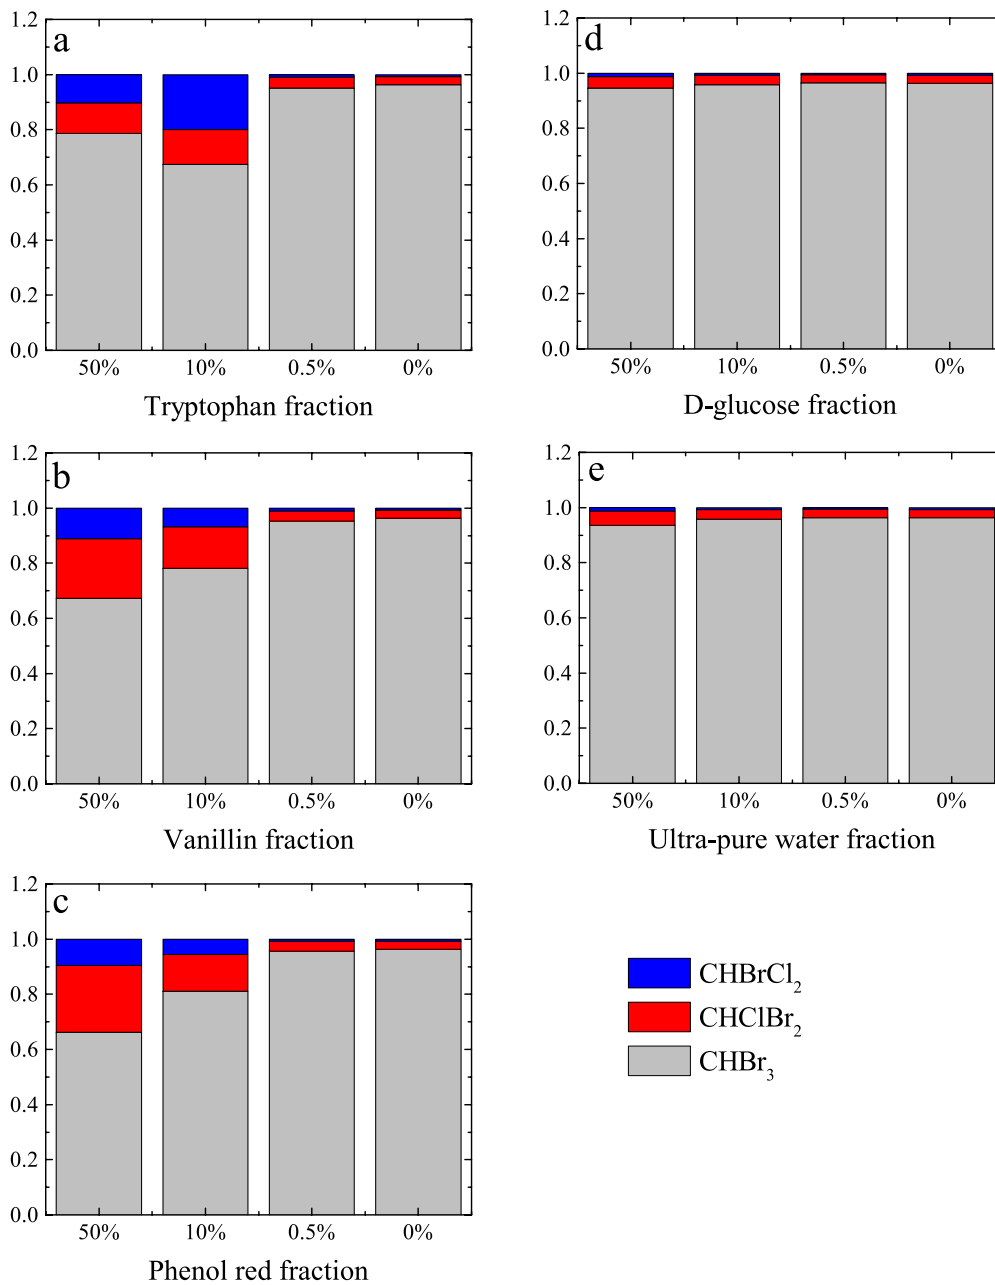 a
1.2
1.0
0.8
0.6
0.4
0.2
0.0
50% 10% 0.5% 0%
Tryptophan fraction
d
1.2
1.0
0.8
0.6
0.4
0.2
0.0
50% 10% 0.5% 0%
D-glucose fraction
b
1.2
1.0
0.8
0.6
0.4
0.2
0.0
50% 10% 0.5% 0%
Vanillin fraction
e
1.2
1.0
0.8
0.6
0.4
0.2
0.0
50% 10% 0.5% 0%
Ultra-pure water fraction
c
1.2
1.0
0.8
0.6
0.4
0.2
0.0
50% 10% 0.5% 0%
Phenol red fraction
CHBrCl₂
CHClBr₂
CHBr₃